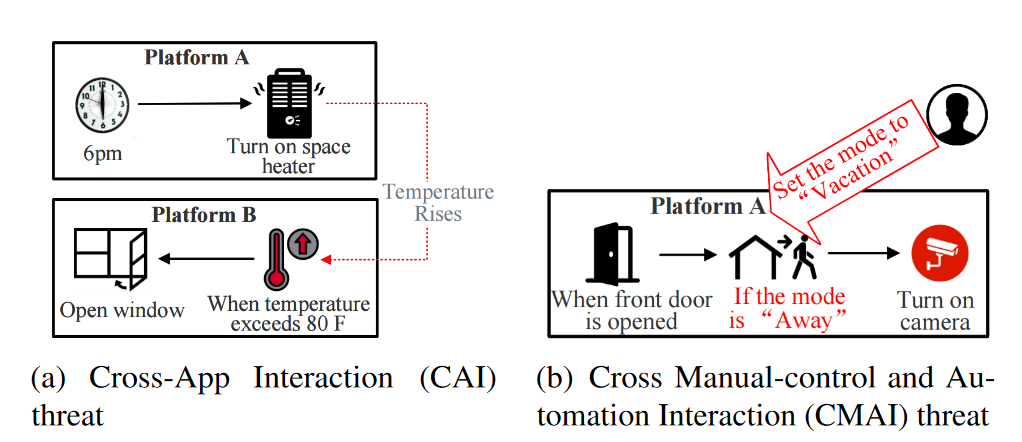 Platform A
6pm
Turn on space
heater
Temperature
Rises
Platform B
Open window
When temperature
exceeds 80 F
(a) Cross-App Interaction (CAI)
threat
Set the mode to
“Vacation”
Platform A
When front door
is opened
If the mode
is “Away”
Turn on
camera
(b) Cross Manual-control and Au-
tomation Interaction (CMAI) threat